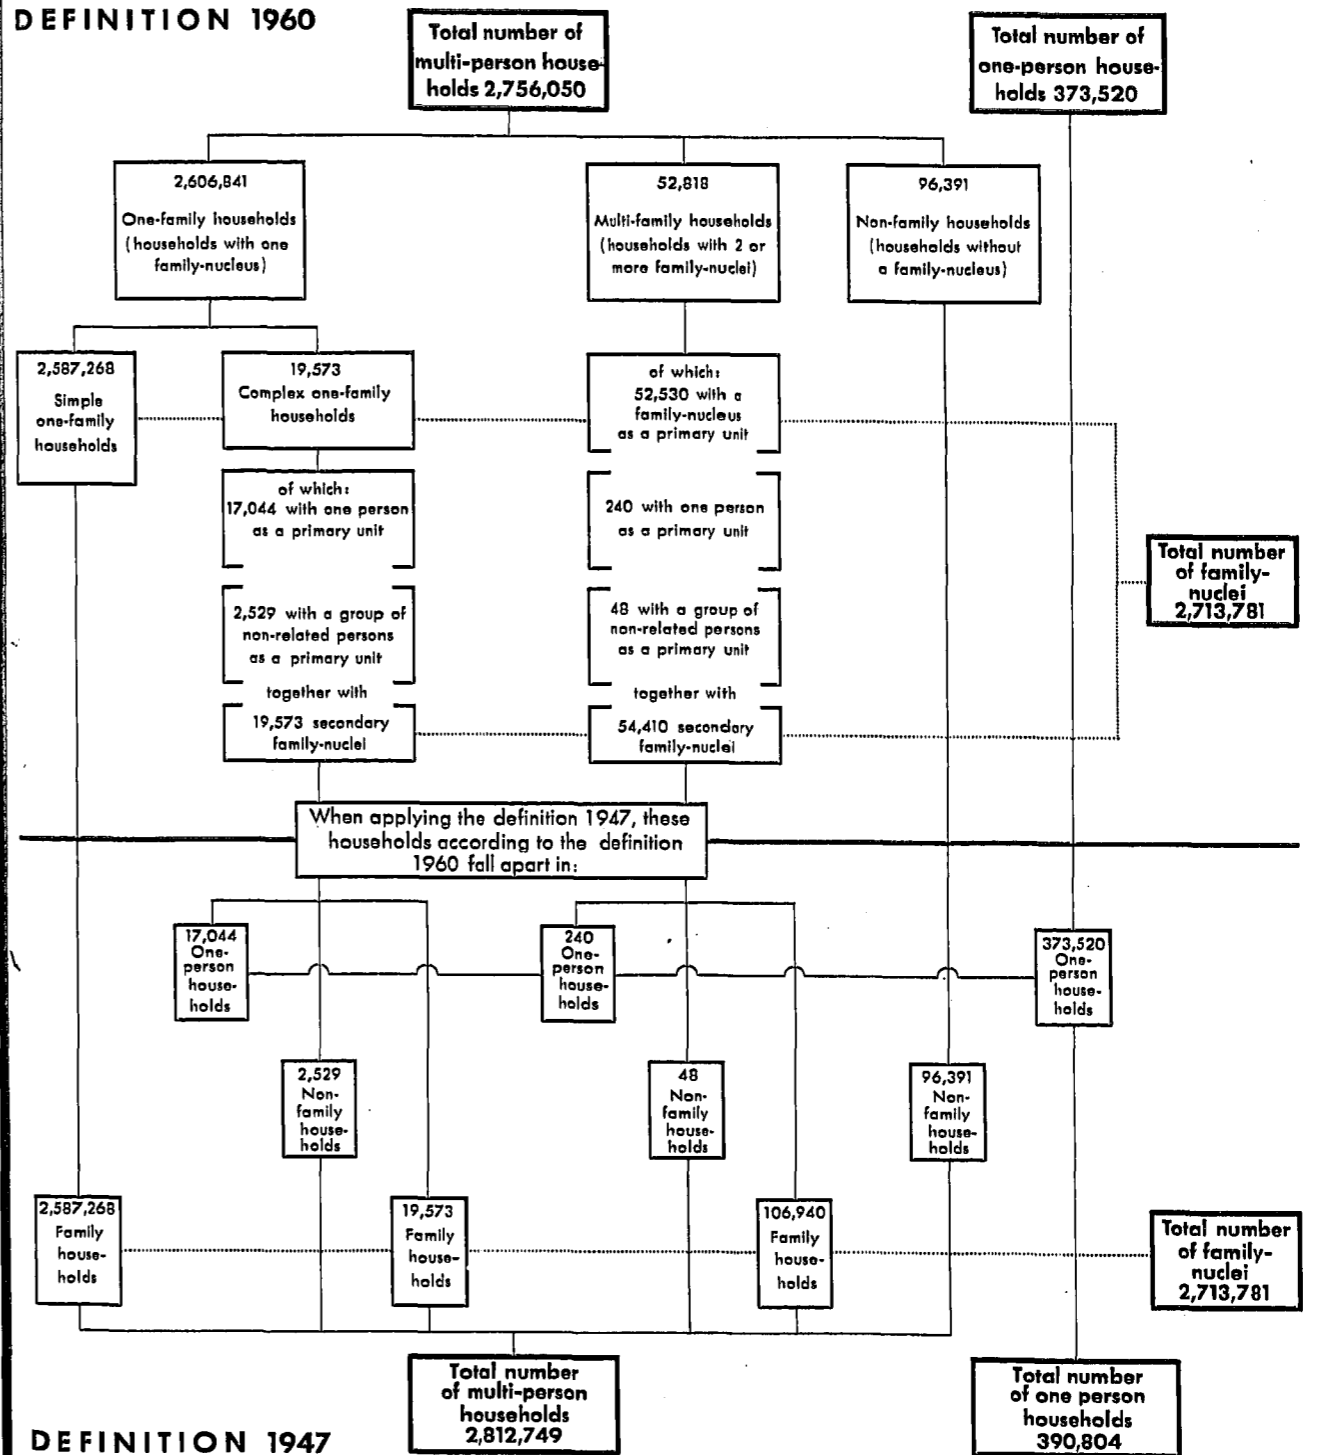 DEFINITION 1960
Total number of
multi-person house-
holds 2,756,050
Total number of
one-person house-
holds 373,520
2,606,841
One-family households
(households with one
family-nucleus)
52,818
Multi-family households
(households with 2 or
more family-nuclei)
96,391
Non-family households
(households without
a family-nucleus)
2,587,268
Simple
one-family
households
19,573
Complex one-family
households
of which:
52,530 with a
family-nucleus
as a primary unit
of which:
17,044 with one person
as a primary unit
240 with one person
as a primary unit
Total number
of family-
nuclei
2,713,781
2,529 with a group of
non-related persons
as a primary unit
48 with a group of
non-related persons
as a primary unit
together with
together with
19,573 secondary
family-nuclei
54,410 secondary
family-nuclei
When applying the definition 1947, these
households according to the definition
1960 fall apart in:
17,044
One-
person
house-
holds
240
One-
person
house-
holds
373,520
One-
person
house-
holds
2,529
Non-
family
house-
holds
48
Non-
family
house-
holds
96,391
Non-
family
house-
holds
2,587,268
Family
house-
holds
19,573
Family
house-
holds
106,940
Family
house-
holds
Total number
of family-
nuclei
2,713,781
Total number
of multi-person
households
2,812,749
Total number
of one person
households
390,804
DEFINITION 1947